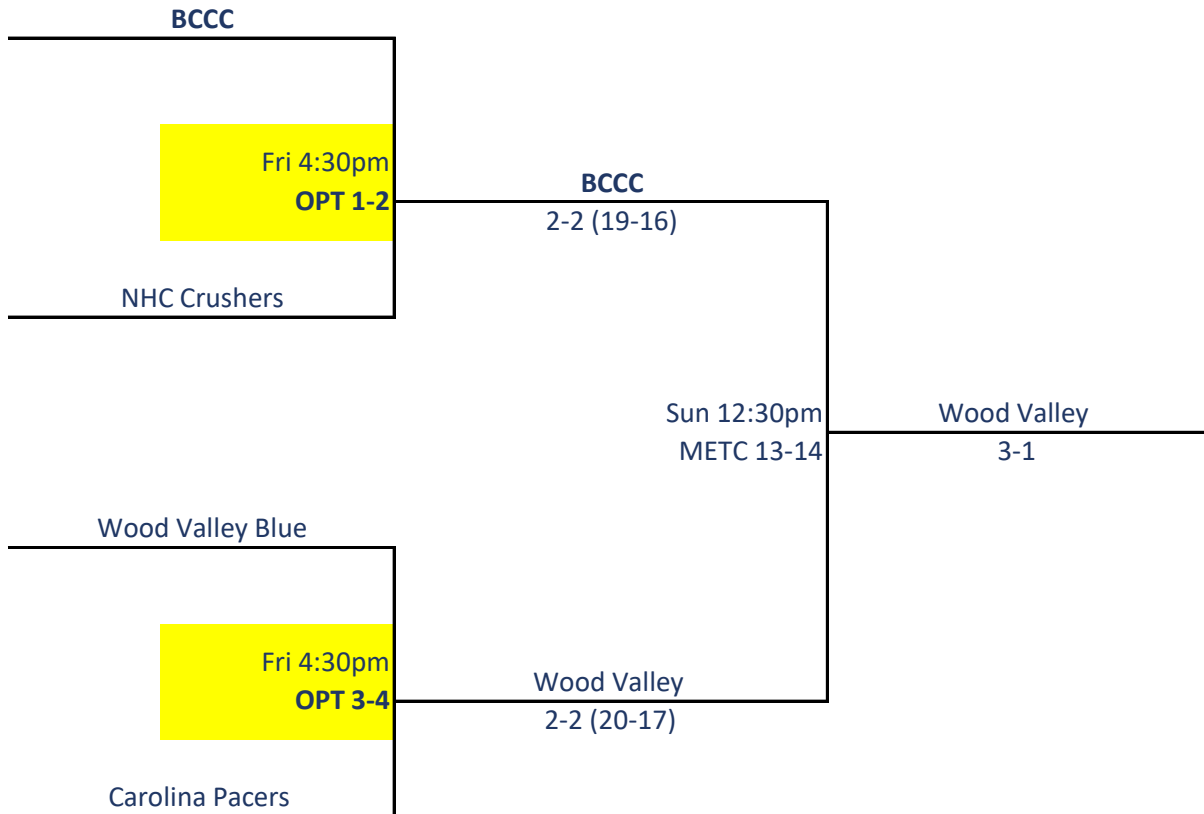 BCCC
Fri 4:30pm
OPT 1-2
BCCC
2-2 (19-16)
NHC Crushers
Sun 12:30pm
METC 13-14
Wood Valley
3-1
Wood Valley Blue
Fri 4:30pm
OPT 3-4
Wood Valley
2-2 (20-17)
Carolina Pacers